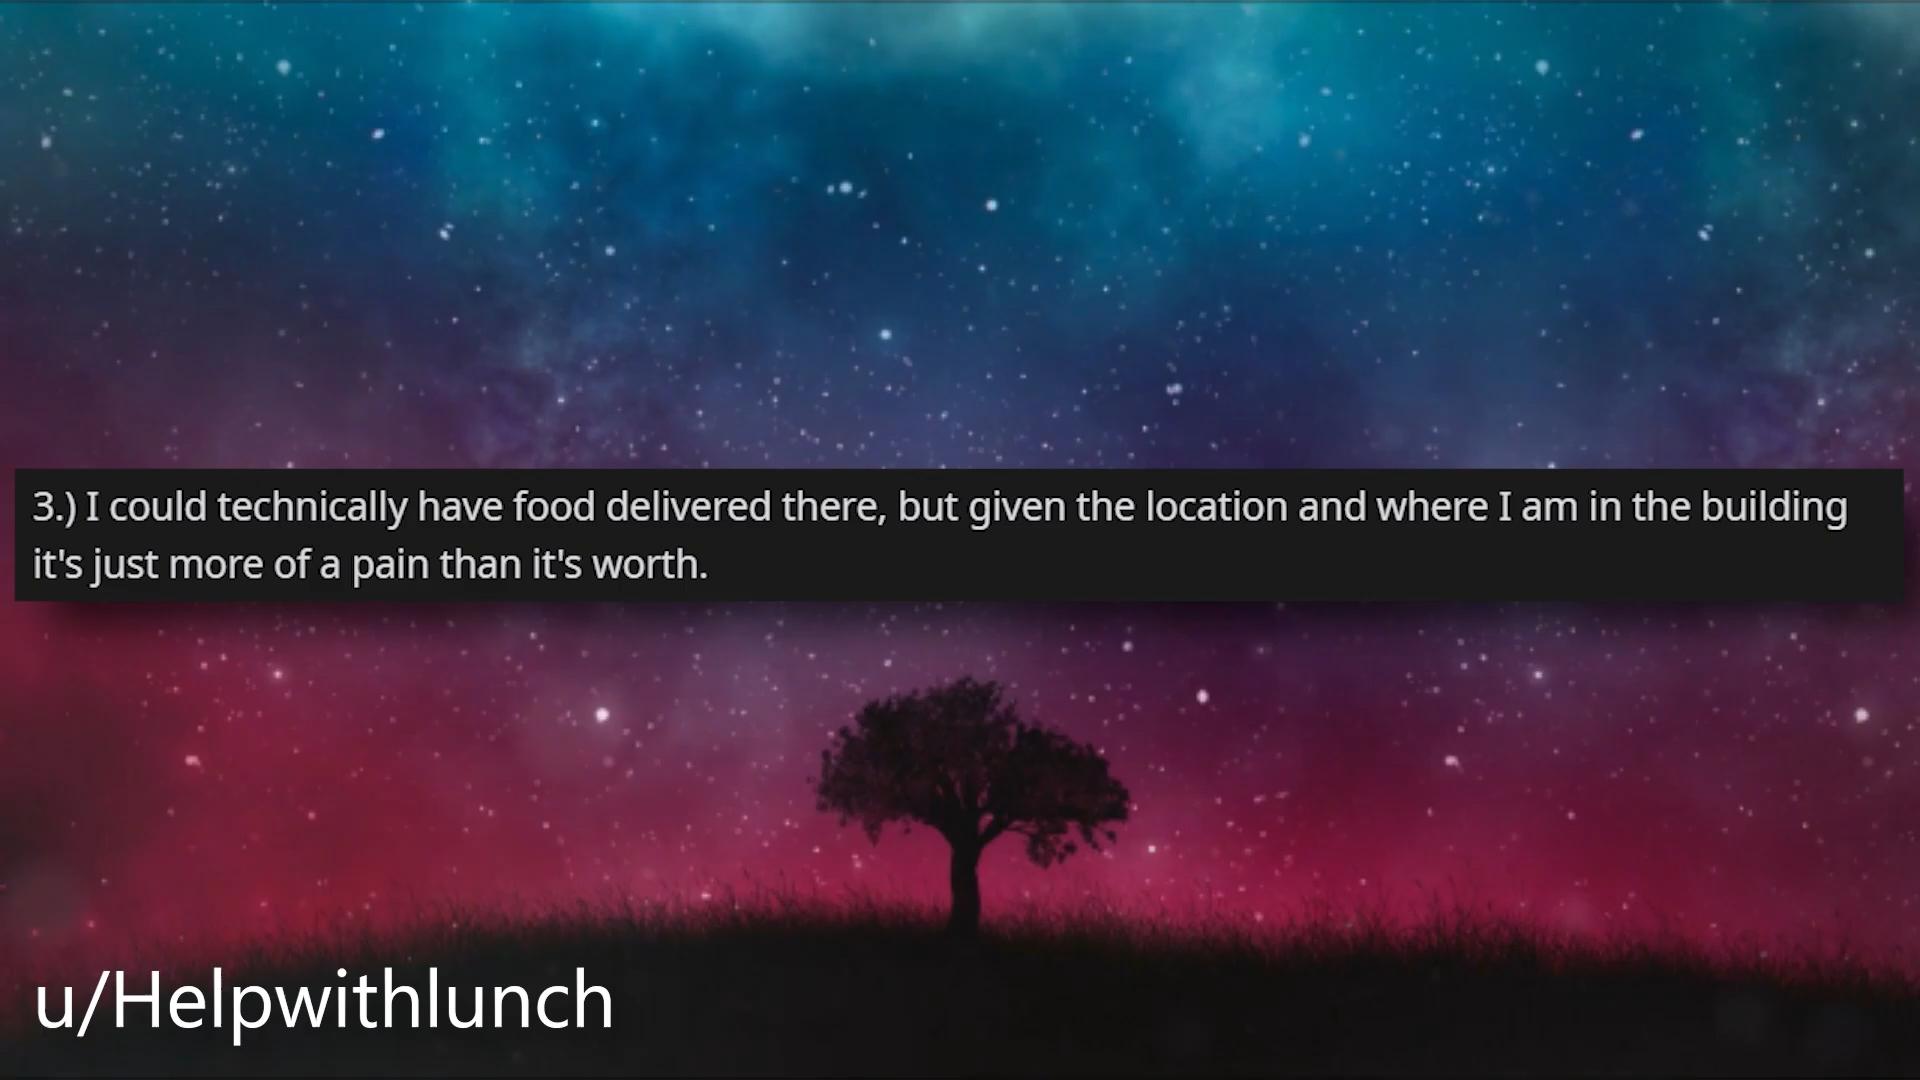 3.) I could technically have food delivered there, but given the location and where I am in the building
it's just more of a pain than it's worth.
u/Helpwithlunch